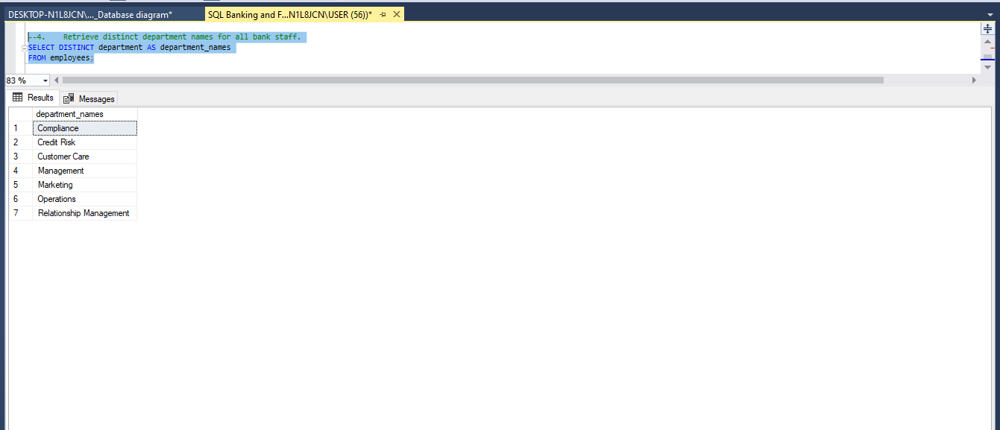 DESKTOP-N1L8JCN\..._Database diagram*
SQL Banking and F...N1L8JCN\USER (56))*
--4. Retrieve distinct department names for all bank staff.
SELECT DISTINCT department AS department_names
FROM employees;
83 %
Results
Messages
department_names
1 Compliance
2 Credit Risk
3 Customer Care
4 Management
5 Marketing
6 Operations
7 Relationship Management